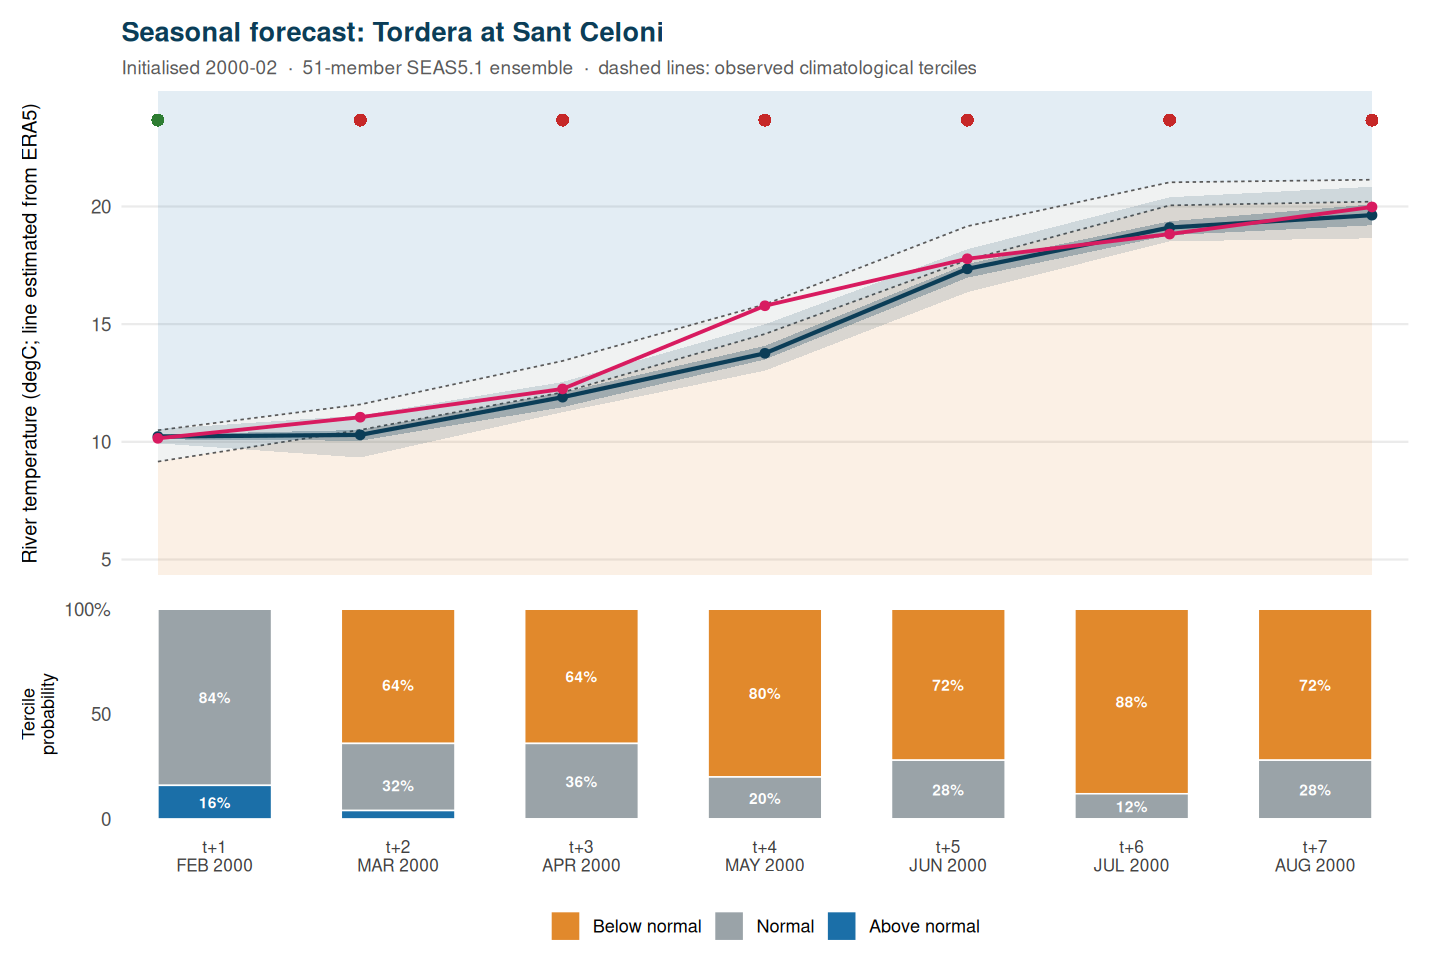 Seasonal forecast: Tordera at Sant Celoni
Initialised 2000-02 · 51-member SEAS5.1 ensemble · dashed lines: observed climatological terciles
River temperature (degC; line estimated from ERA5)
20
15
10
5
Tercile
probability
100%
50
0
84%
16%
64%
32%
64%
36%
80%
20%
72%
28%
88%
12%
72%
28%
t+1
FEB 2000
t+2
MAR 2000
t+3
APR 2000
t+4
MAY 2000
t+5
JUN 2000
t+6
JUL 2000
t+7
AUG 2000
Below normal
Normal
Above normal